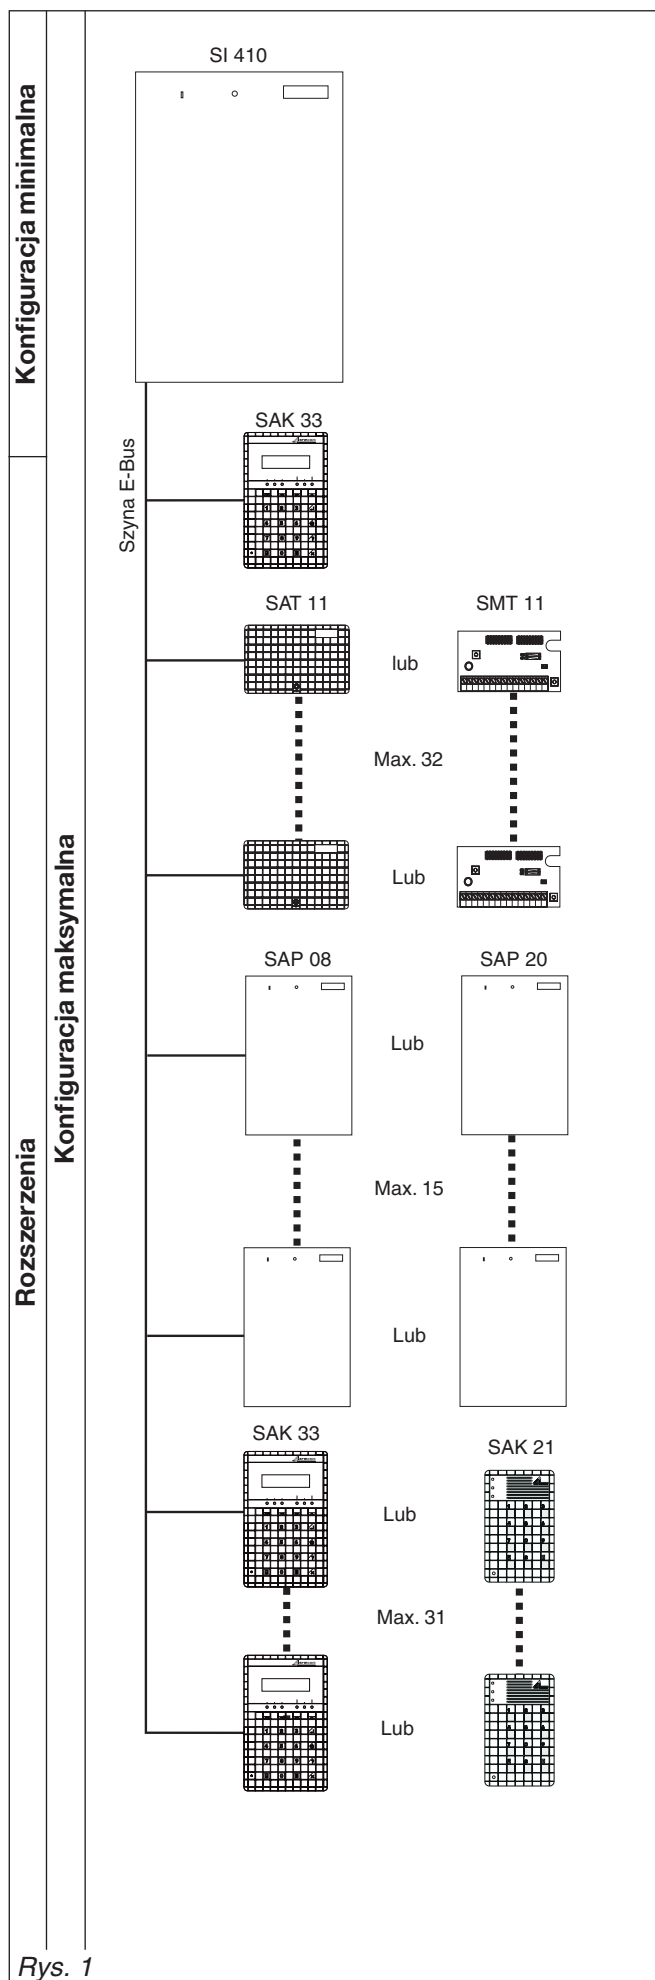 Konfiguracja minimalna
Rozszerzenia
Konfiguracja maksymalna
SI 410
Szyna E-Bus
SAK 33
SAT 11
SMT 11
lub
Max. 32
Lub
SAP 08
SAP 20
Lub
Max. 15
Lub
SAK 33
SAK 21
Lub
Max. 31
Lub
Rys. 1